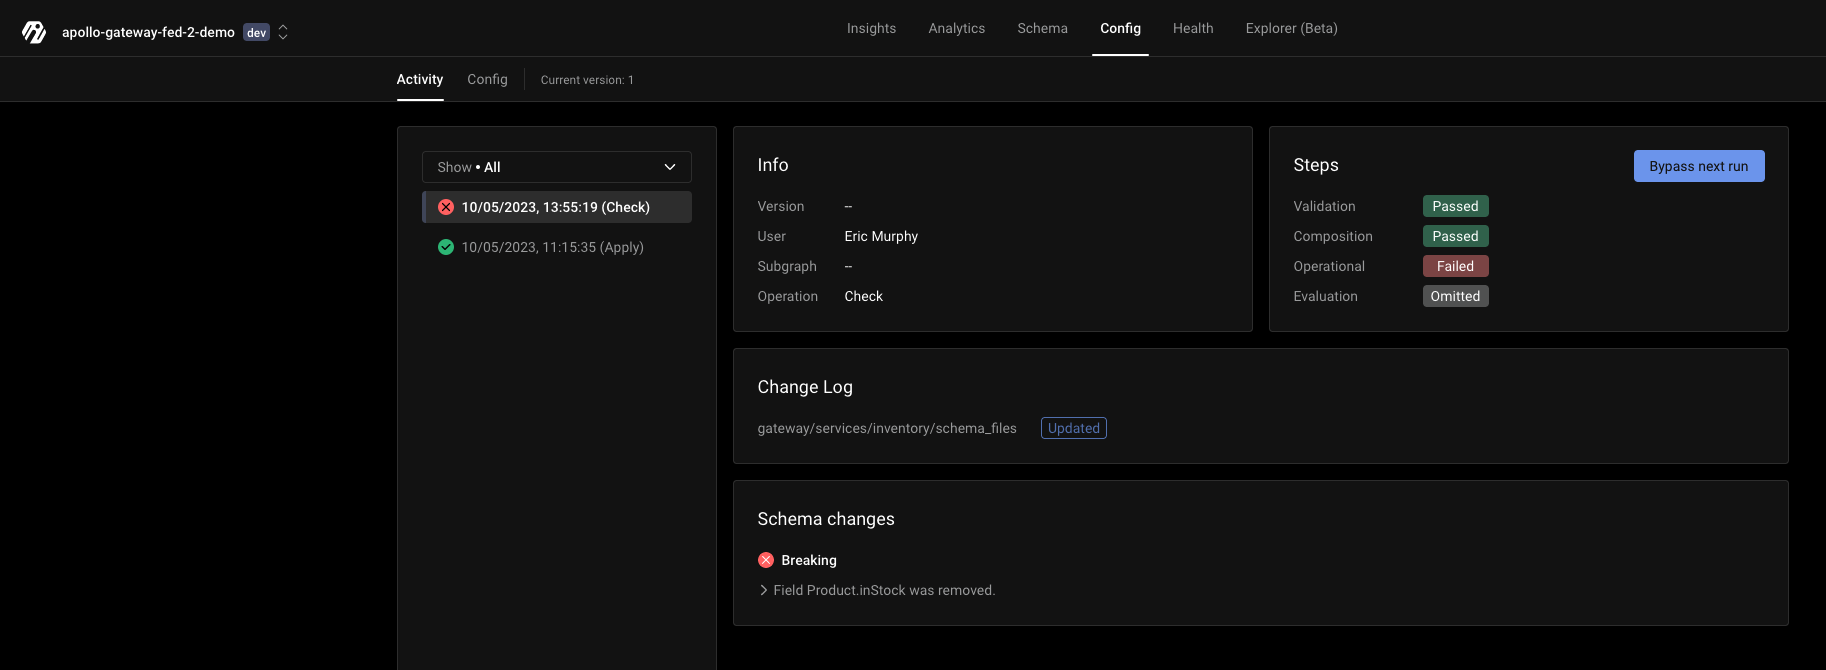 apollo-gateway-fed-2-demo dev
Insights Analytics Schema Config Health Explorer (Beta)
Activity Config Current version: 1
Show • All
10/05/2023, 13:55:19 (Check)
10/05/2023, 11:15:35 (Apply)
Info
Version --
User Eric Murphy
Subgraph --
Operation Check
Steps Bypass next run
Validation Passed
Composition Passed
Operational Failed
Evaluation Omitted
Change Log
gateway/services/inventory/schema_files Updated
Schema changes
Breaking
Field Product.inStock was removed.